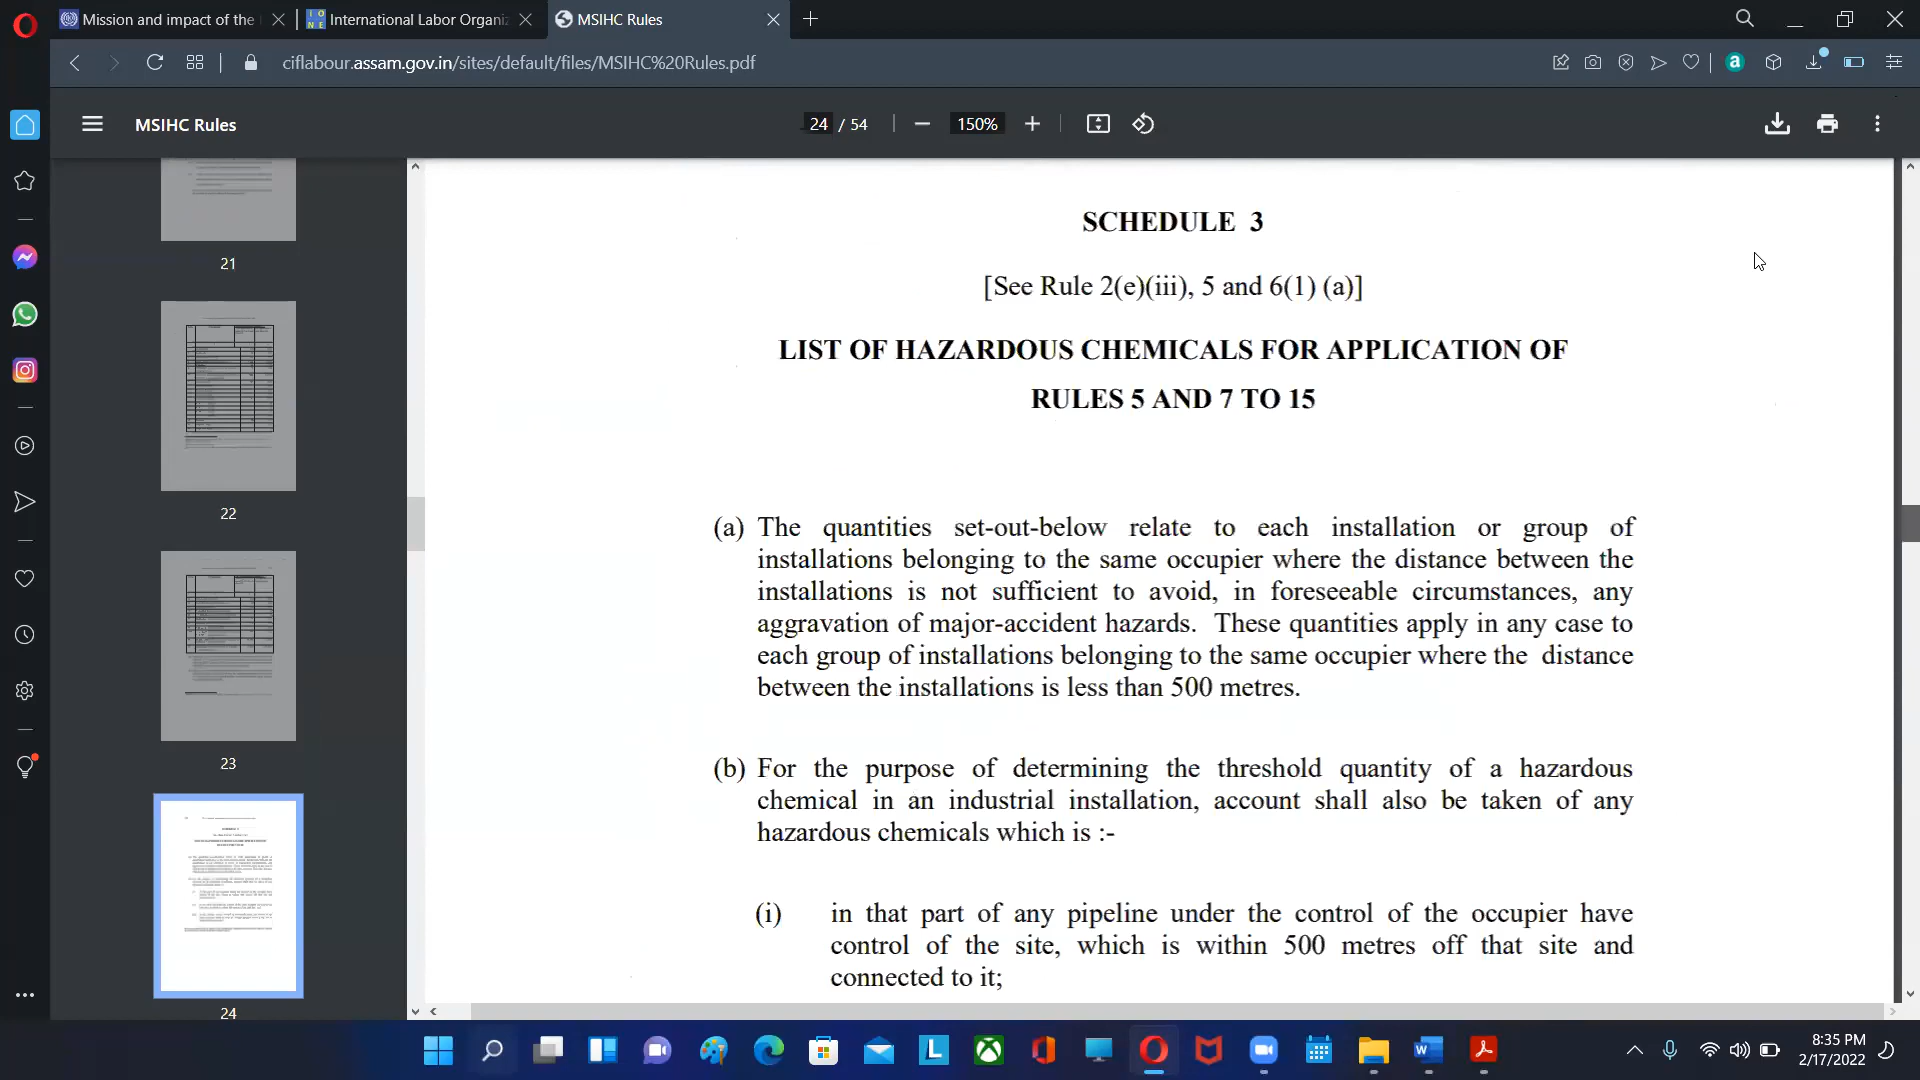 Mission and impact of the
International Labor Organiz
MSIHC Rules
ciflabour.assam.gov.in/sites/default/files/MSIHC%20Rules.pdf
MSIHC Rules
24 / 54
150%
21
22
23
24
SCHEDULE 3
[See Rule 2(e)(iii), 5 and 6(1) (a)]
LIST OF HAZARDOUS CHEMICALS FOR APPLICATION OF
RULES 5 AND 7 TO 15
(a) The quantities set-out-below relate to each installation or group of
installations belonging to the same occupier where the distance between the
installations is not sufficient to avoid, in foreseeable circumstances, any
aggravation of major-accident hazards. These quantities apply in any case to
each group of installations belonging to the same occupier where the distance
between the installations is less than 500 metres.
(b) For the purpose of determining the threshold quantity of a hazardous
chemical in an industrial installation, account shall also be taken of any
hazardous chemicals which is :-
(i) in that part of any pipeline under the control of the occupier have
control of the site, which is within 500 metres off that site and
connected to it;
8:35 PM
2/17/2022